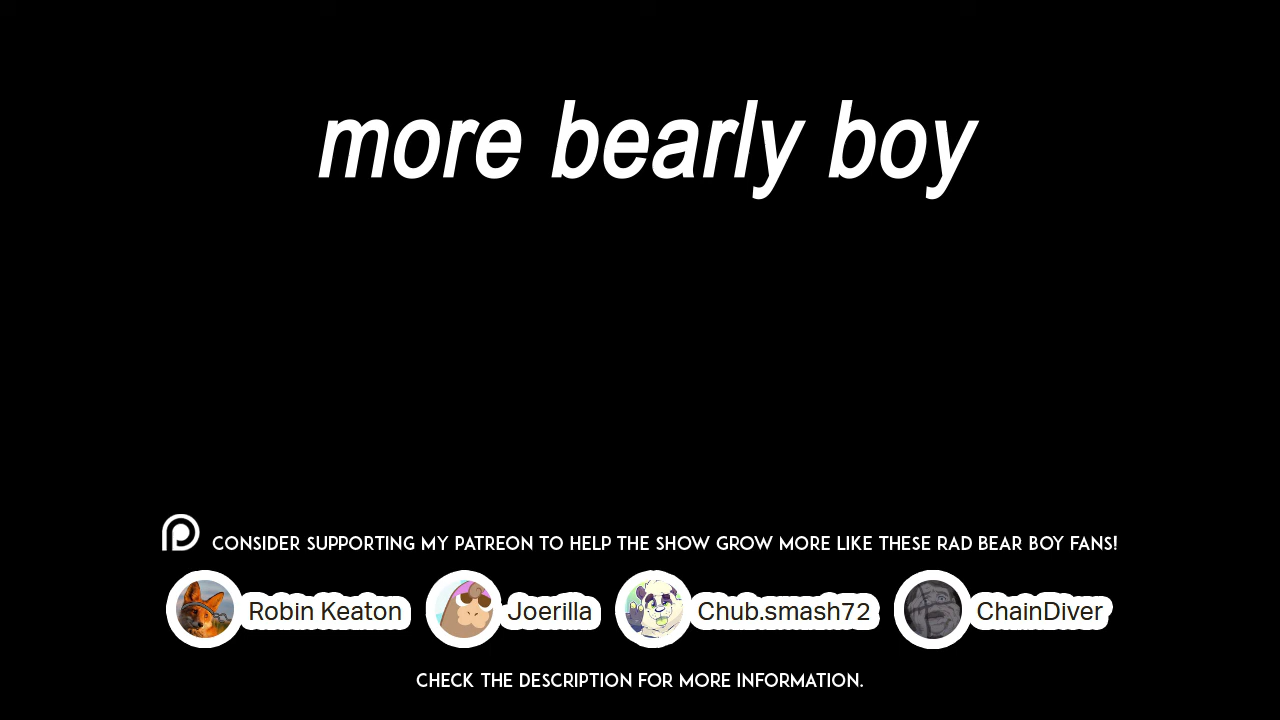 more bearly boy
CONSIDER SUPPORTING MY PATREON TO HELP THE SHOW GROW MORE LIKE THESE RAD BEAR BOY FANS!
Robin Keaton Joerilla Chub.smash72 ChainDiver
CHECK THE DESCRIPTION FOR MORE INFORMATION.